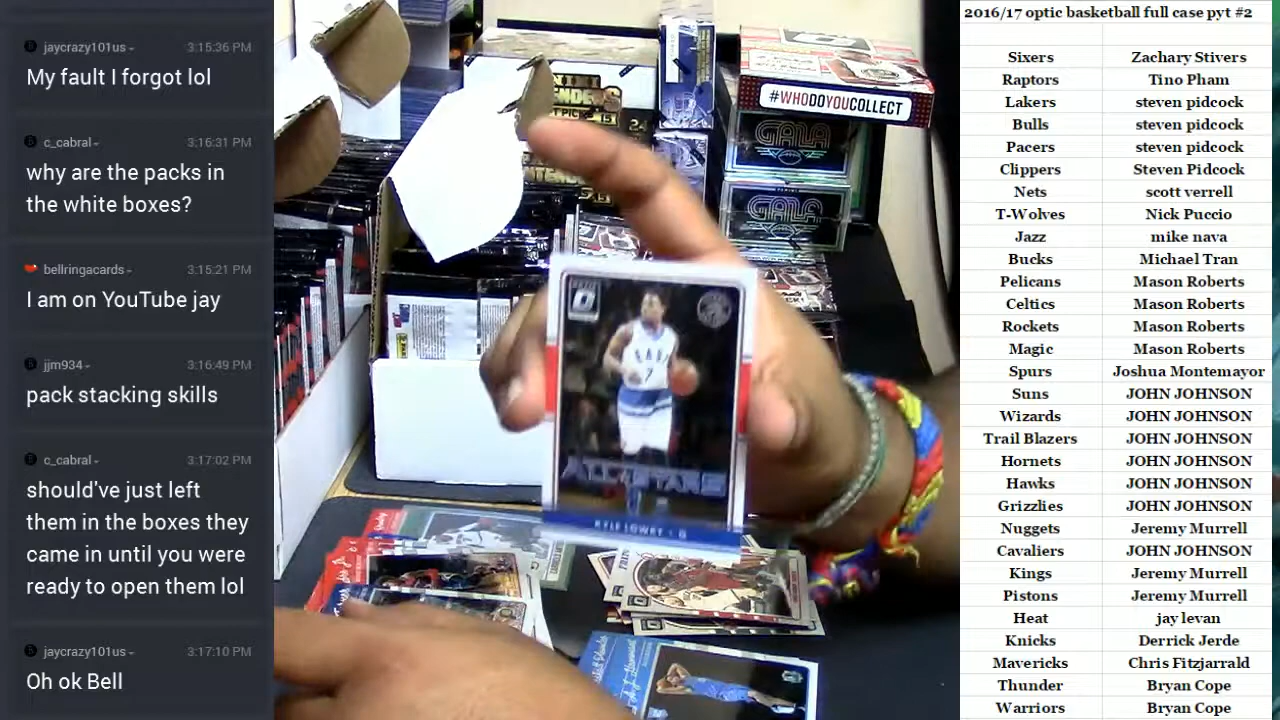 jaycrazy101us
3:15:36 PM
My fault I forgot lol
c_cabral
3:16:31 PM
why are the packs in
the white boxes?
bellringacards
3:15:21 PM
I am on YouTube jay
jjm934
3:16:49 PM
pack stacking skills
c_cabral
3:17:02 PM
should've just left
them in the boxes they
came in until you were
ready to open them lol
jaycrazy101us
3:17:10 PM
Oh ok Bell
#WHODOYOUCOLLECT
GALA
GALA
ALL-STARS
KYLE LOWRY - G
2016/17 optic basketball full case pyt #2
Sixers Zachary Stivers
Raptors Tino Pham
Lakers steven pidcock
Bulls steven pidcock
Pacers steven pidcock
Clippers Steven Pidcock
Nets scott verrell
T-Wolves Nick Puccio
Jazz mike nava
Bucks Michael Tran
Pelicans Mason Roberts
Celtics Mason Roberts
Rockets Mason Roberts
Magic Mason Roberts
Spurs Joshua Montemayor
Suns JOHN JOHNSON
Wizards JOHN JOHNSON
Trail Blazers JOHN JOHNSON
Hornets JOHN JOHNSON
Hawks JOHN JOHNSON
Grizzlies JOHN JOHNSON
Nuggets Jeremy Murrell
Cavaliers JOHN JOHNSON
Kings Jeremy Murrell
Pistons Jeremy Murrell
Heat jay levan
Knicks Derrick Jerde
Mavericks Chris Fitzjarrald
Thunder Bryan Cope
Warriors Bryan Cope